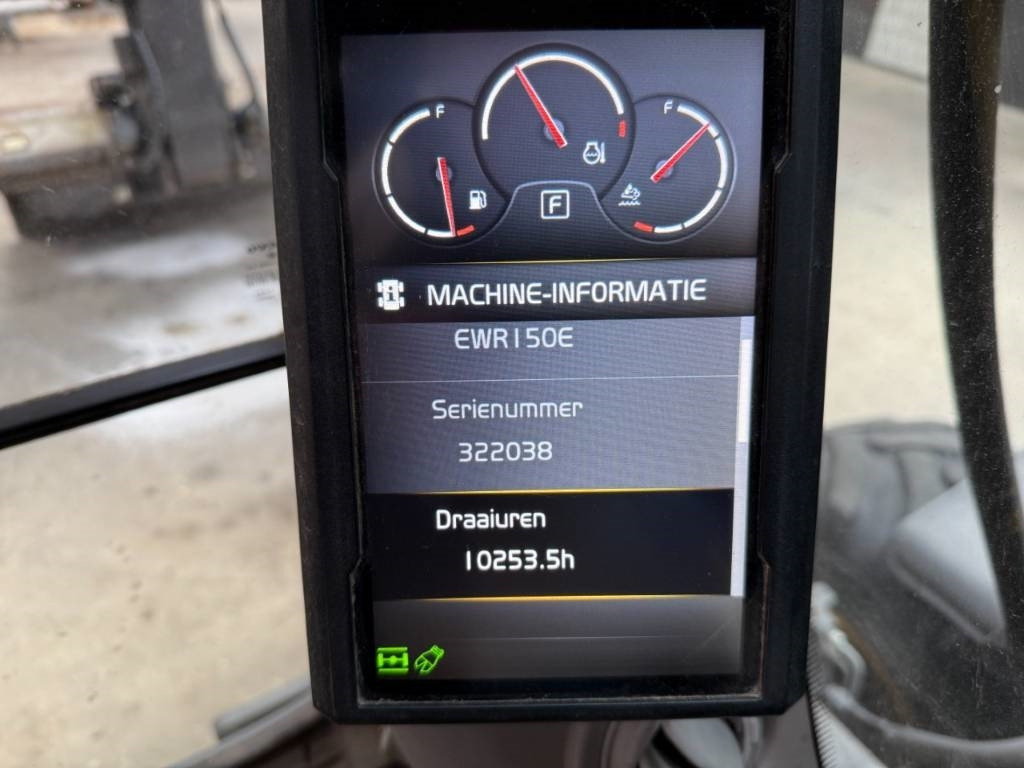 F
F
F
MACHINE-INFORMATIE
EWR150E
Serienummer
322038
Draaiuren
10253.5h